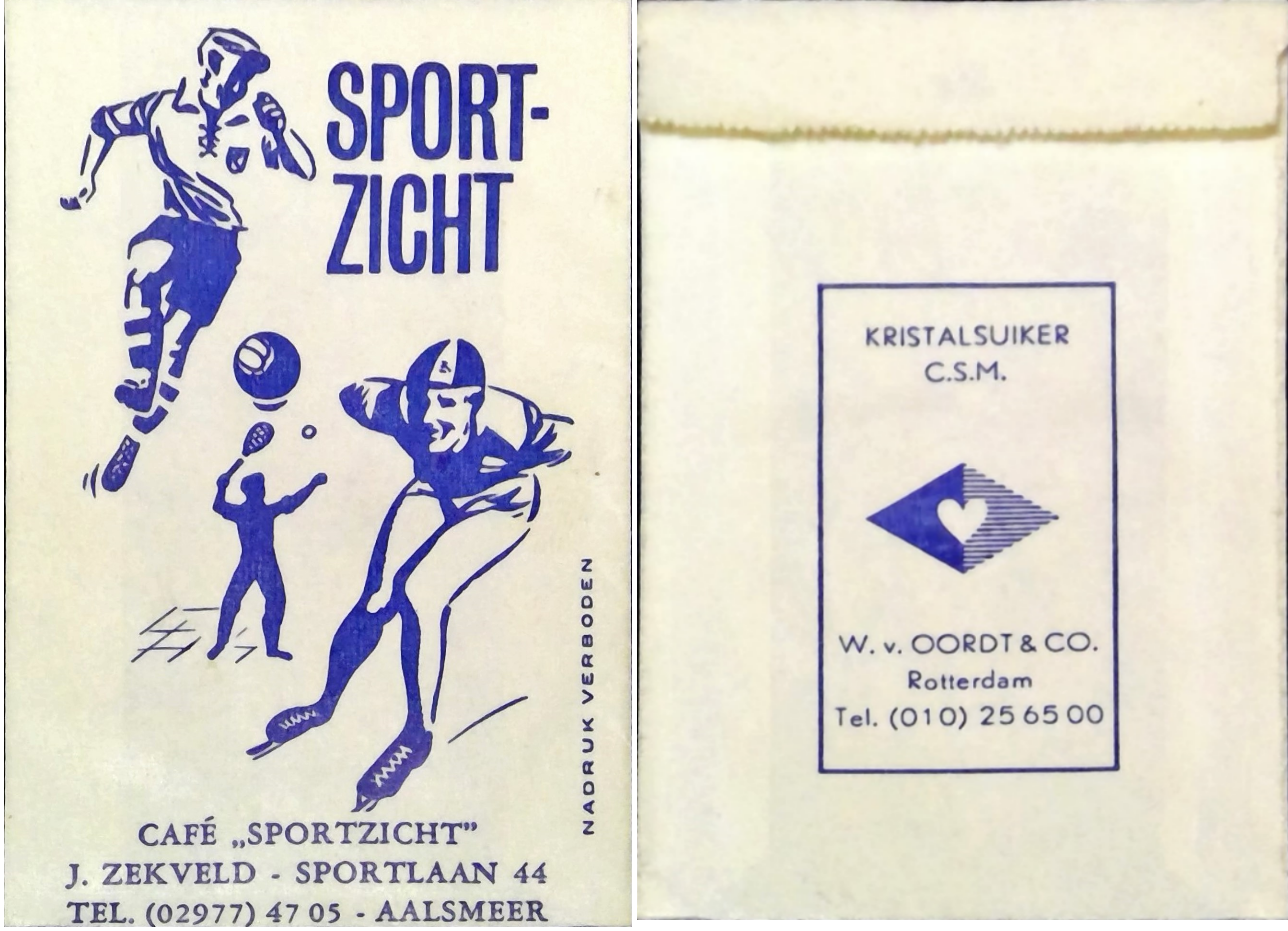 SPORT-
ZICHT
NADRUK VERBODEN
CAFÉ „SPORTZICHT”
J. ZEKVELD - SPORTLAAN 44
TEL. (02977) 47 05 - AALSMEER
KRISTALSUIKER
C.S.M.
W. v. OORDT & CO.
Rotterdam
Tel. (010) 25 65 00